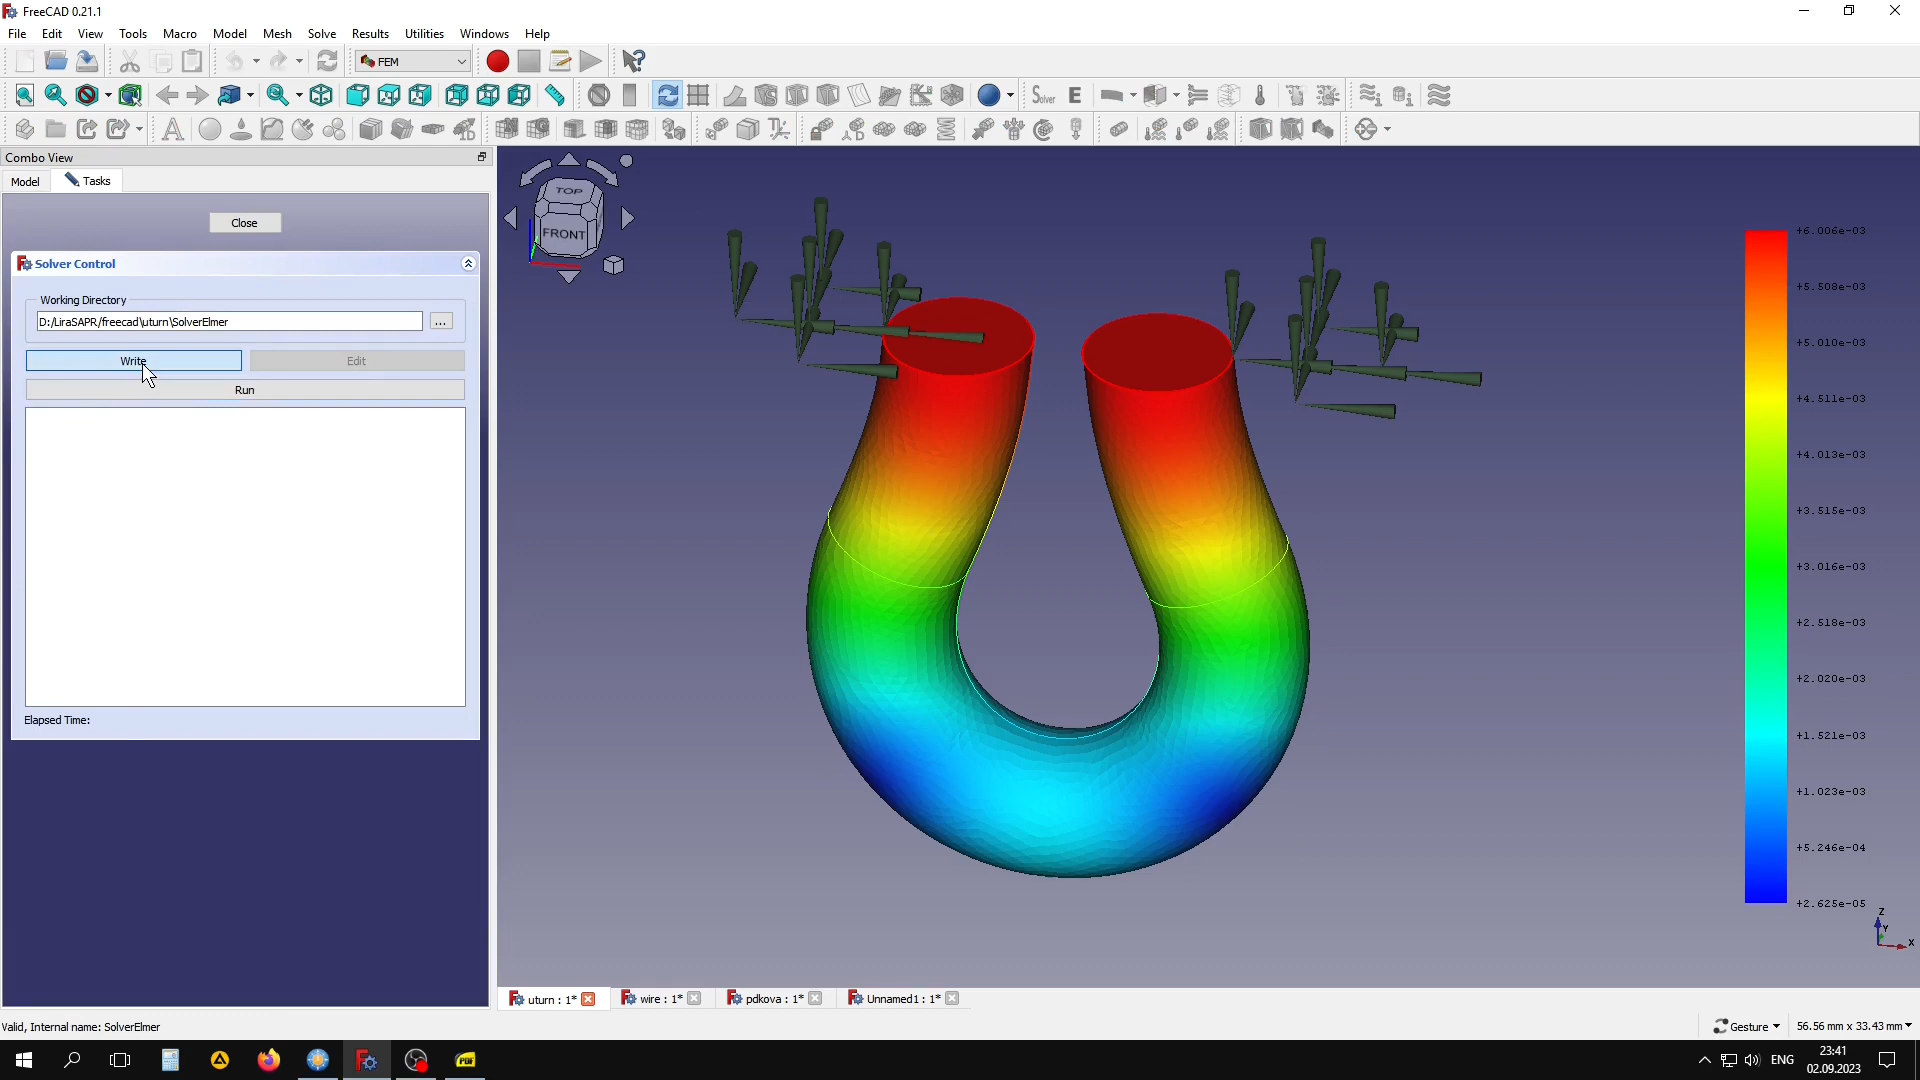 FreeCAD 0.21.1
File Edit View Tools Macro Model Mesh Solve Results Utilities Windows Help
FEM
Solver E
Combo View
Model Tasks
Close
Solver Control
Working Directory
D:/LiraSAPR/freecad\uturn\SolverElmer
...
Write Edit
Run
Elapsed Time:
TOP
FRONT
+6.006e-03
+5.508e-03
+5.010e-03
+4.511e-03
+4.013e-03
+3.515e-03
+3.016e-03
+2.518e-03
+2.020e-03
+1.521e-03
+1.023e-03
+5.246e-04
+2.625e-05
Z
Y
X
uturn : 1* wire : 1* pdkova : 1* Unnamed1 : 1*
Valid, Internal name: SolverElmer
Gesture 56.56 mm x 33.43 mm
PDF
ENG
23:41
02.09.2023